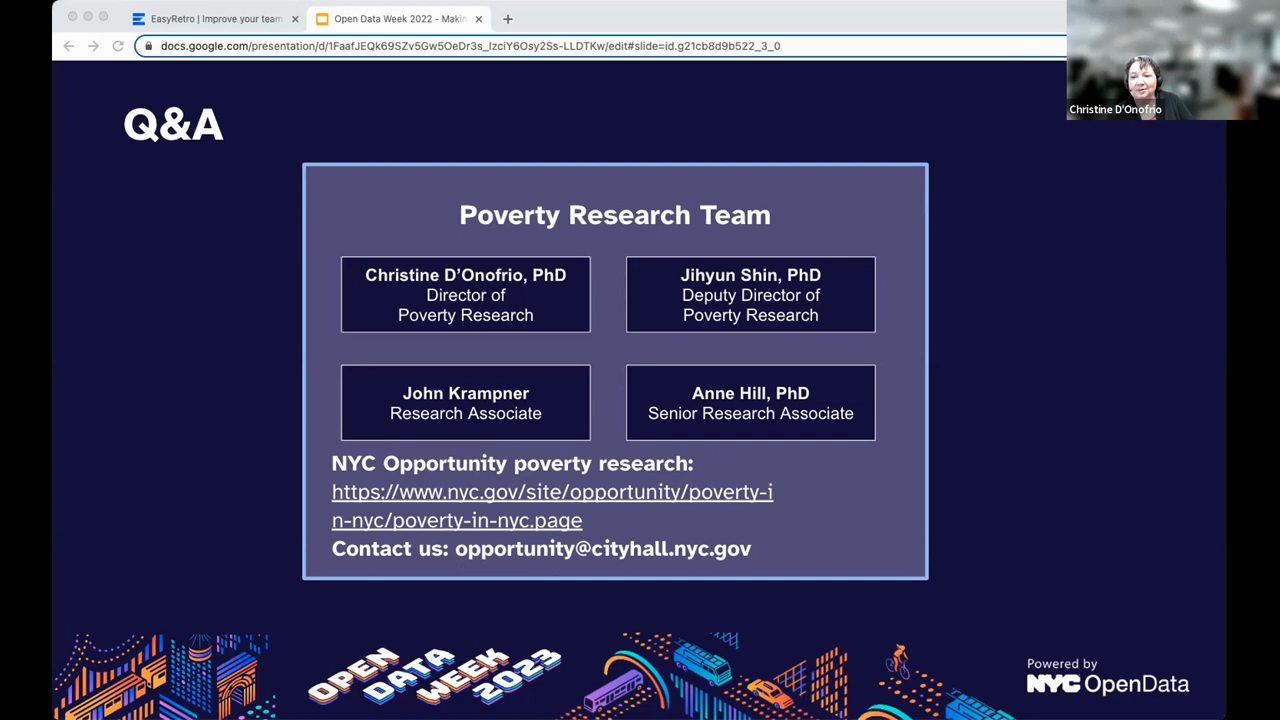 EasyRetro | Improve your team
Open Data Week 2022 - Makin
docs.google.com/presentation/d/1FaafJEQk69SZv5Gw5OeDr3s_IzciY6Osy2Ss-LLDTKw/edit#slide=id.g21cb8d9b522_3_0
Christine D'Onofrio
Q&A
Poverty Research Team
Christine D’Onofrio, PhD
Director of
Poverty Research
Jihyun Shin, PhD
Deputy Director of
Poverty Research
John Krampner
Research Associate
Anne Hill, PhD
Senior Research Associate
NYC Opportunity poverty research:
https://www.nyc.gov/site/opportunity/poverty-i
n-nyc/poverty-in-nyc.page
Contact us: opportunity@cityhall.nyc.gov
OPEN
DATA
WEEK
2023
Powered by
NYC OpenData